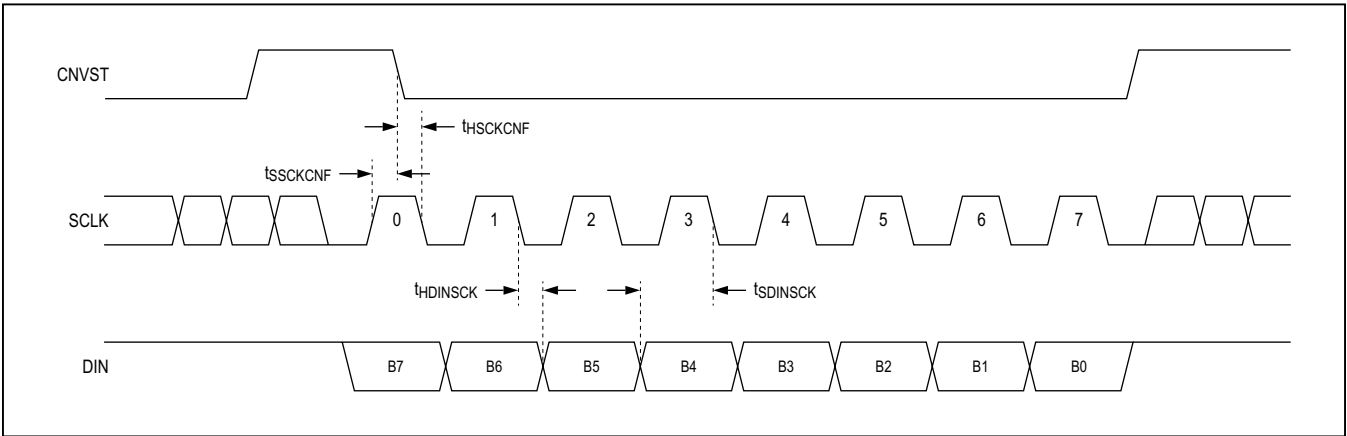 CNVST
tHSCKCNF
tSSCKCNF
SCLK 0 1 2 3 4 5 6 7
tHDINSCK tSDINSCK
DIN B7 B6 B5 B4 B3 B2 B1 B0